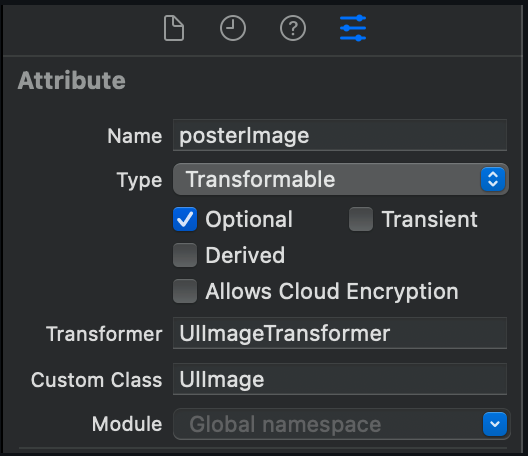 Attribute
Name posterImage
Type Transformable
Optional Transient
Derived
Allows Cloud Encryption
Transformer UIImageTransformer
Custom Class UIImage
Module Global namespace